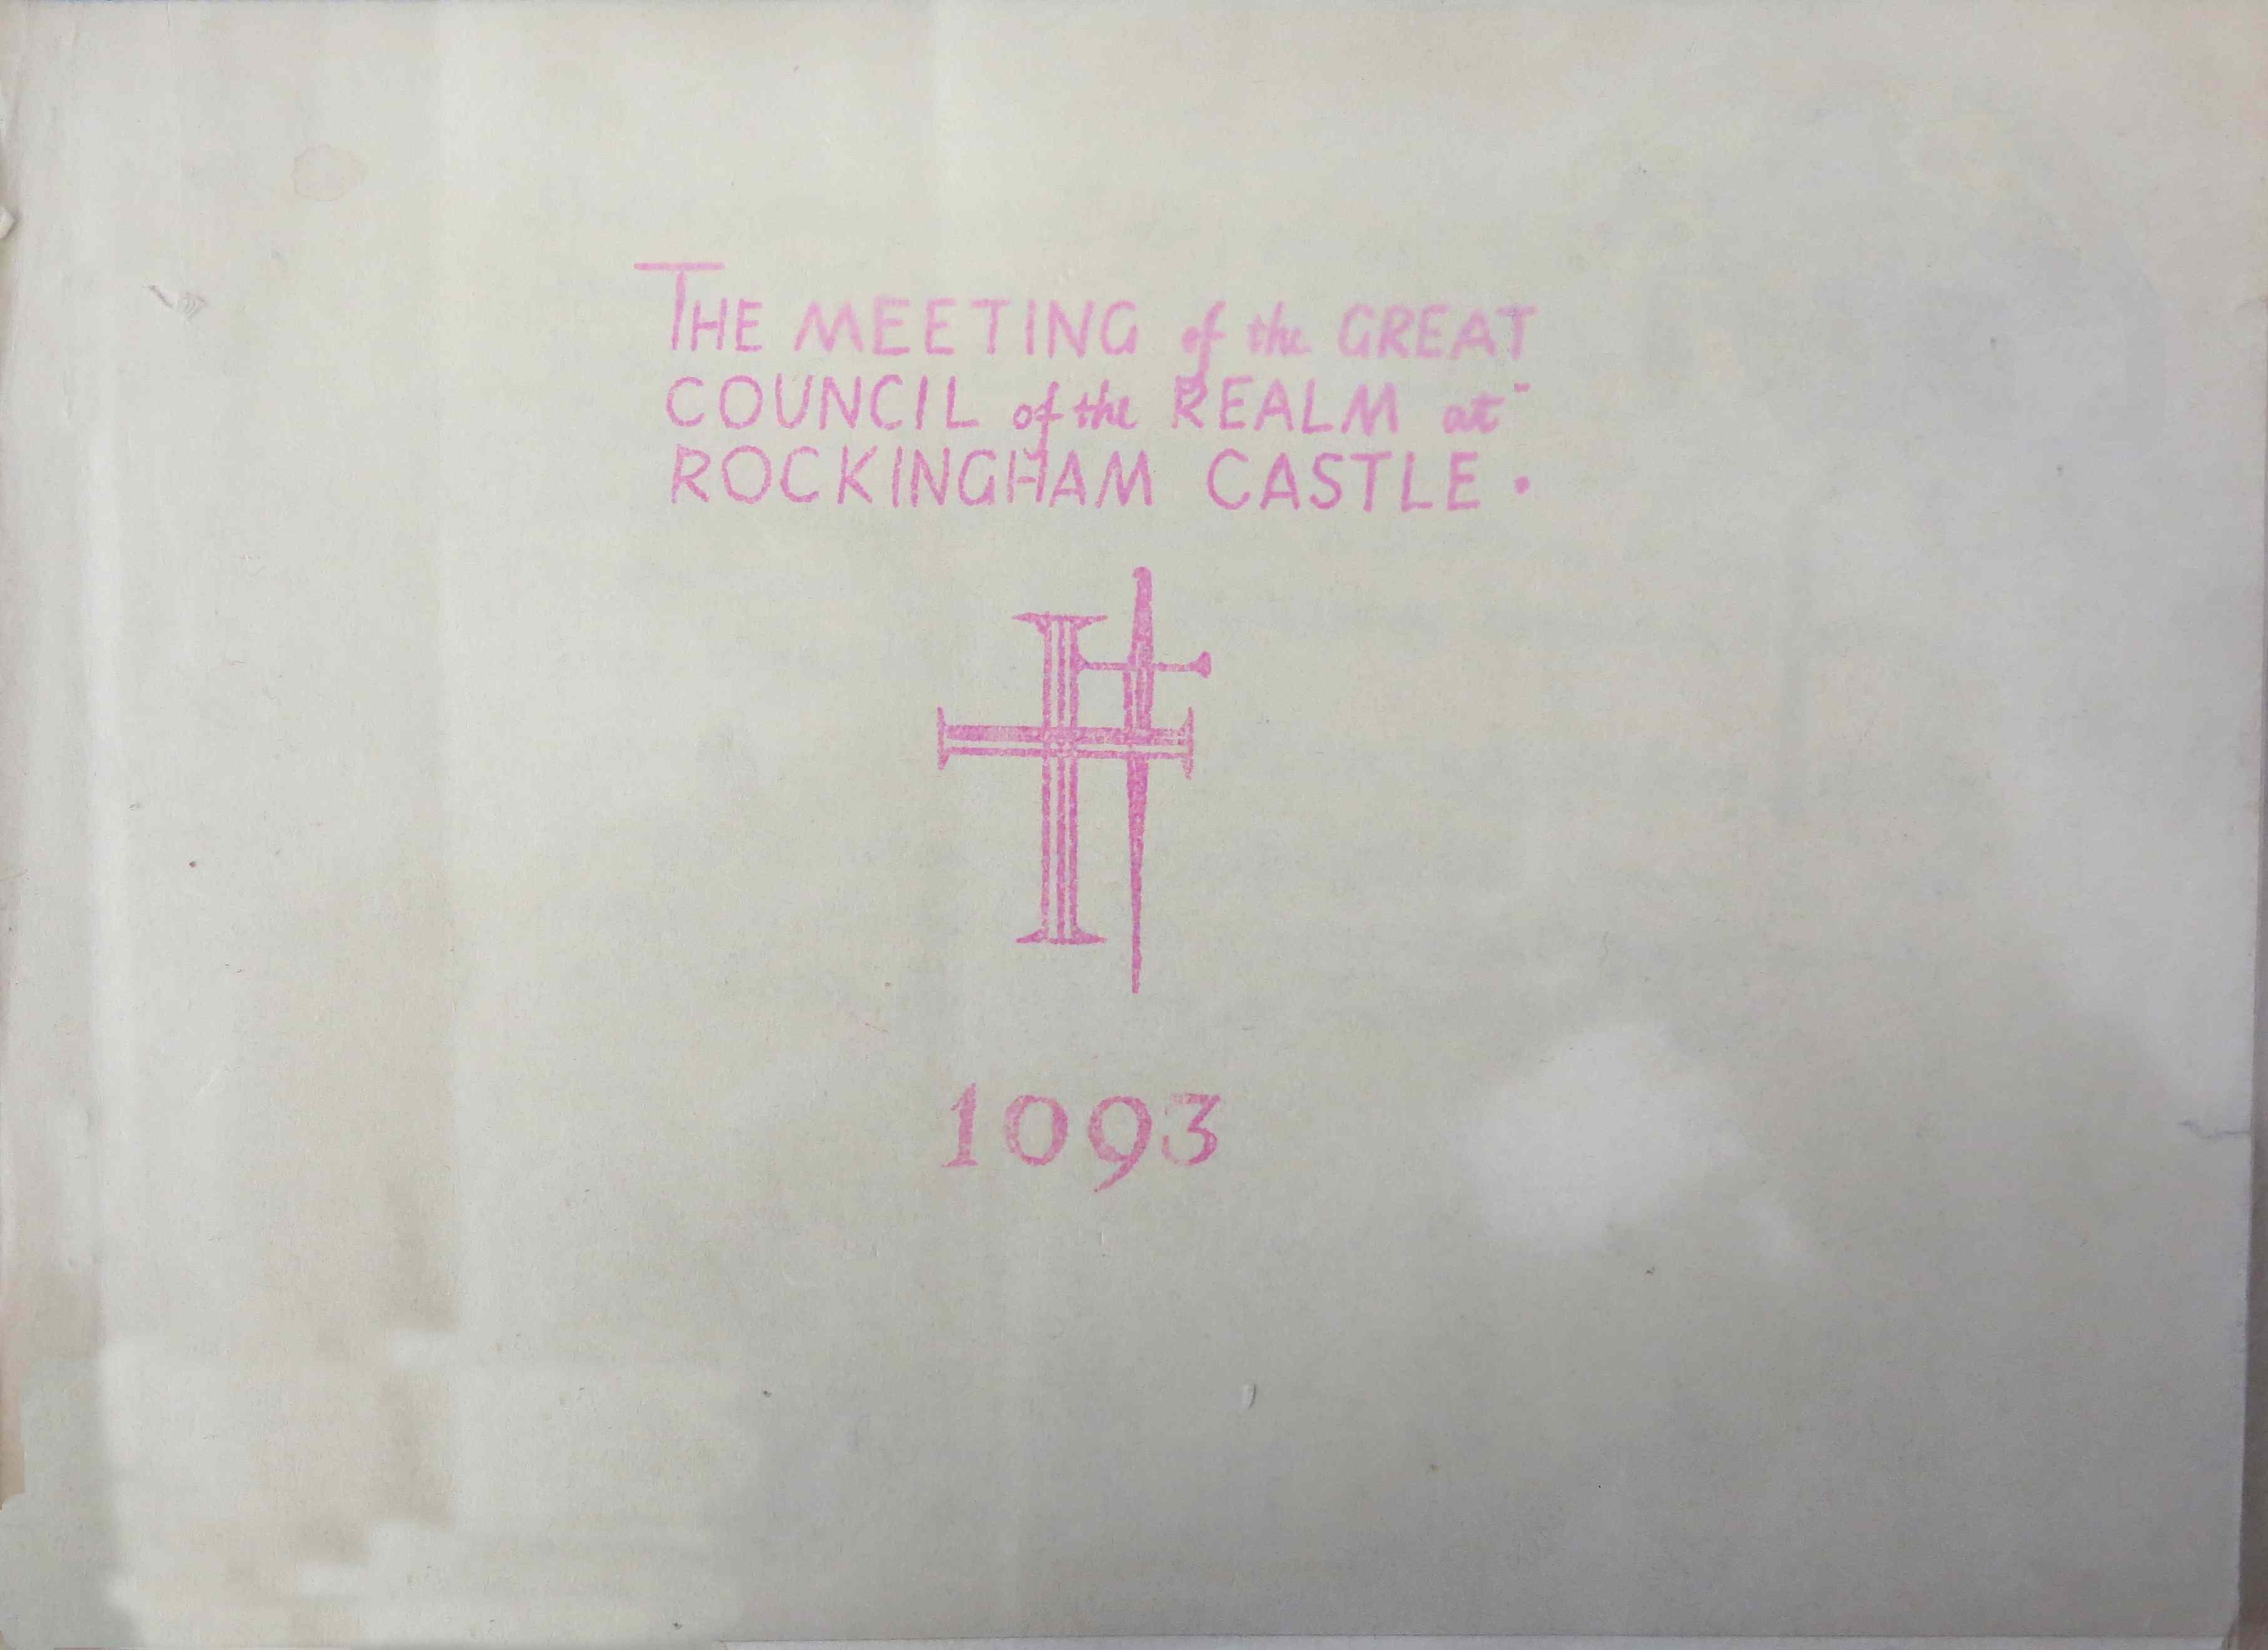 THE MEETING of the GREAT
COUNCIL of the REALM at
ROCKINGHAM CASTLE .
1093